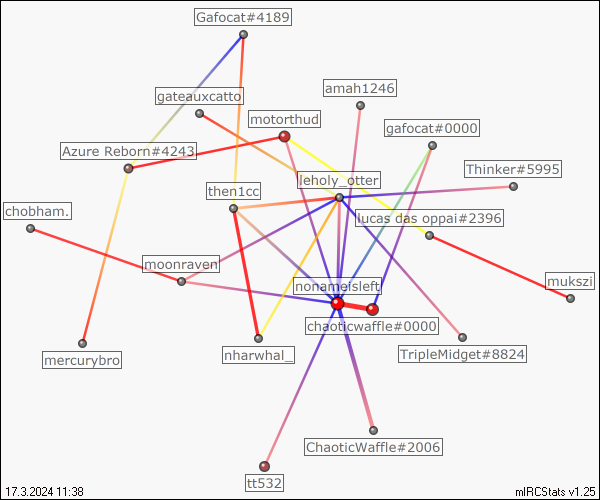 Gafocat#4189
gateauxcatto
amah1246
motorthud
gafocat#0000
Azure Reborn#4243
Thinker#5995
leholy_otter
then1cc
chobham.
lucas das oppai#2396
moonraven
nonameisleft
mukszi
chaoticwaffle#0000
mercurybro
nharwhal_
TripleMidget#8824
ChaoticWaffle#2006
tt532
17.3.2024 11:38
mIRCStats v1.25